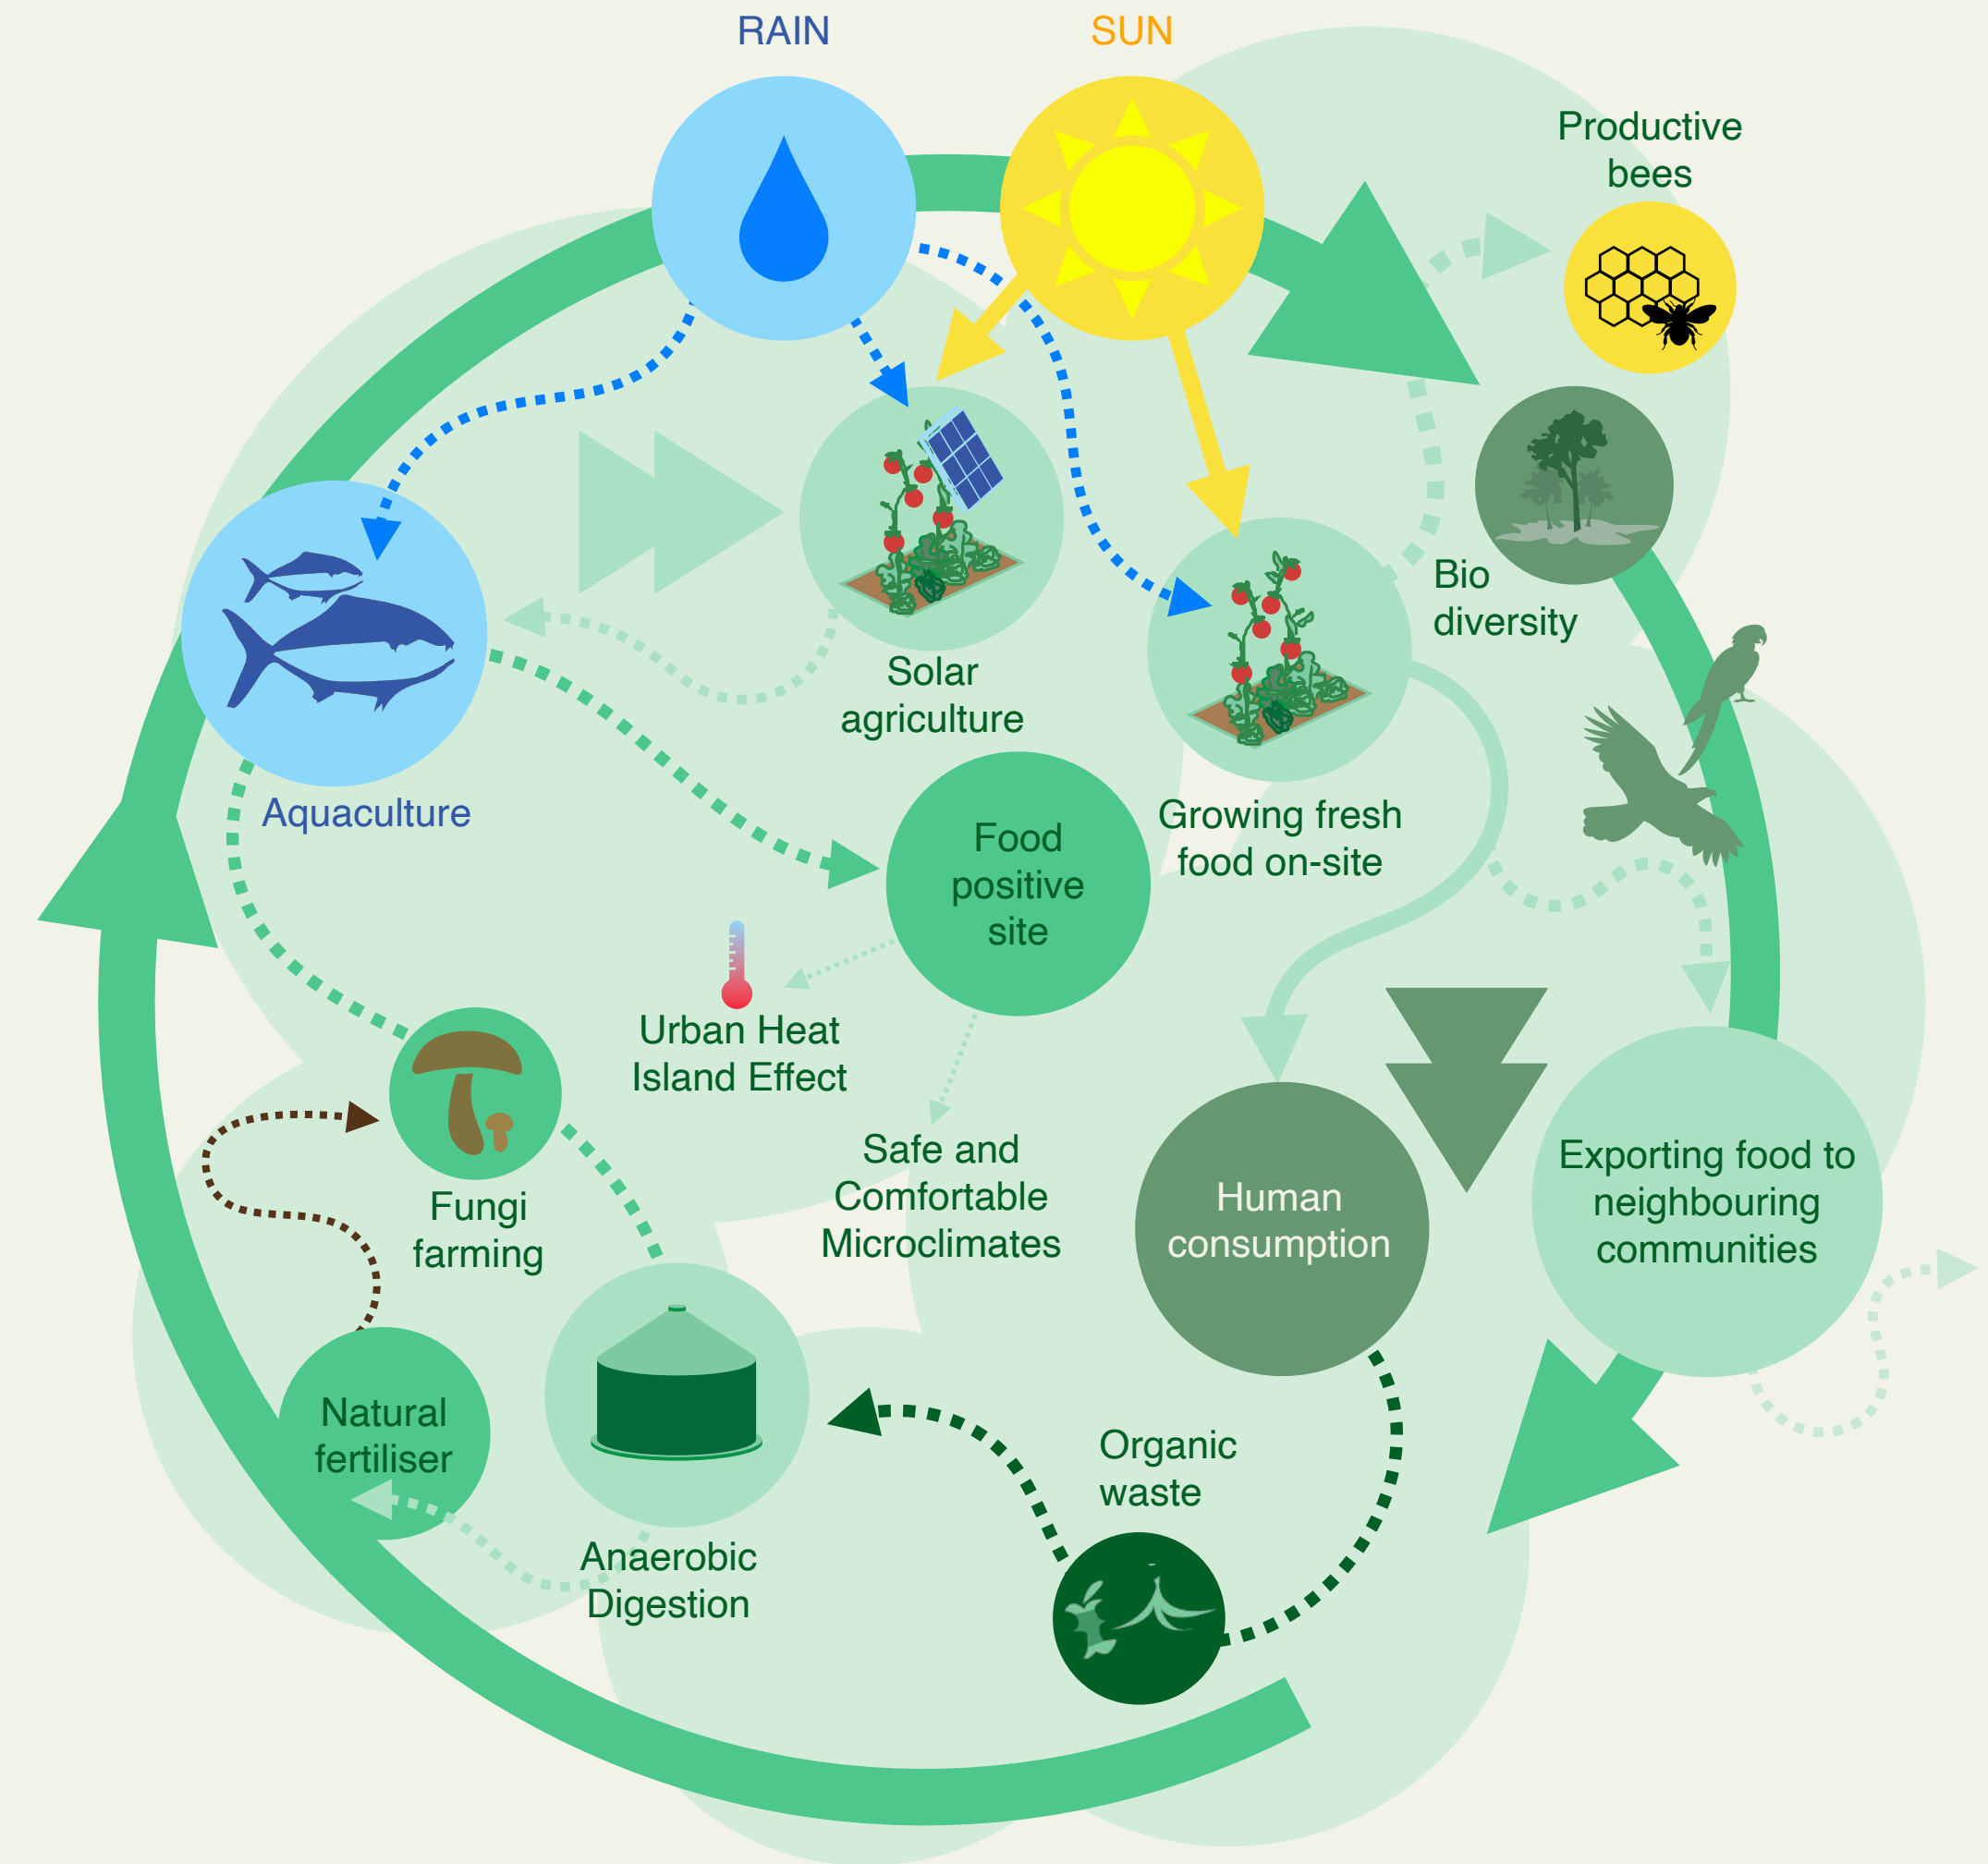 RAIN
SUN
Productive
bees
Bio
diversity
Solar
agriculture
Aquaculture
Growing fresh
food on-site
Food
positive
site
Urban Heat
Island Effect
Safe and
Comfortable
Microclimates
Human
consumption
Exporting food to
neighbouring
communities
Fungi
farming
Natural
fertiliser
Anaerobic
Digestion
Organic
waste